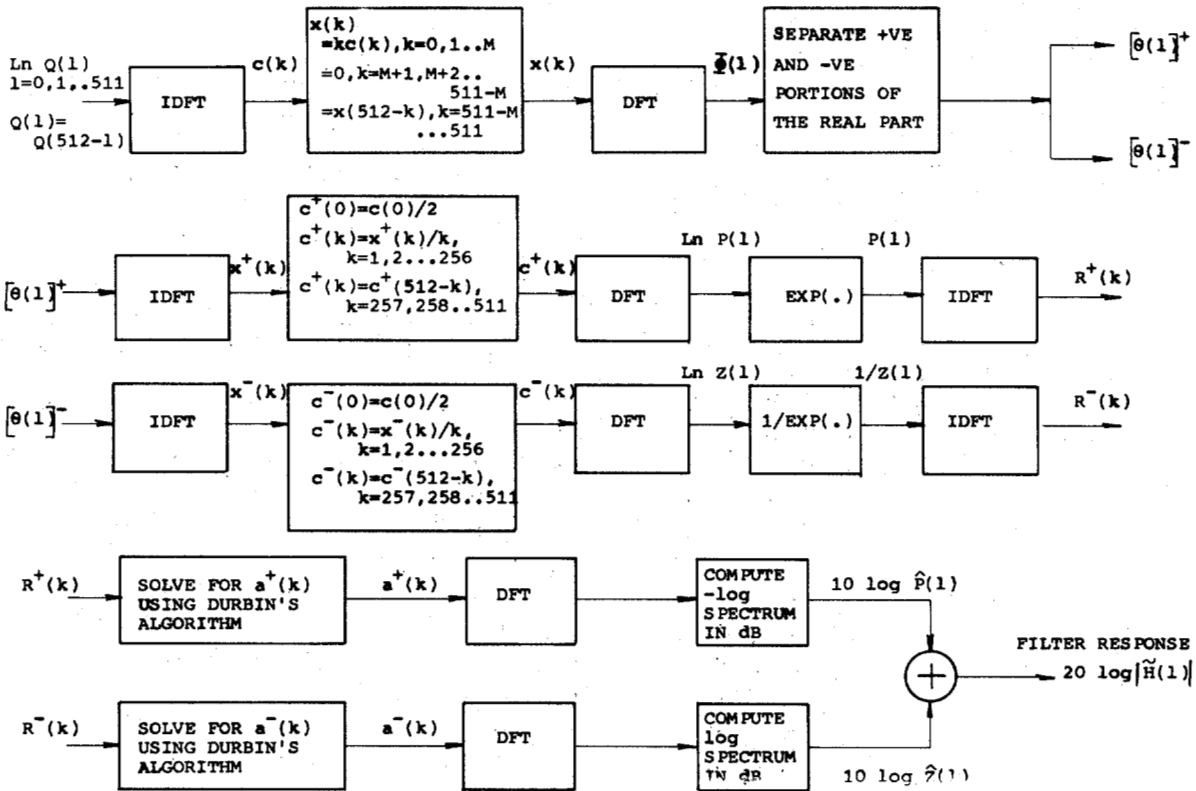 Ln Q(l)
l=0,1,..511
Q(l)=
Q(512-l)
IDFT
c(k)
x(k)
=kc(k),k=0,1..M
=0,k=M+1,M+2..
511-M
=x(512-k),k=511-M
...511
x(k)
DFT
Φ(l)
SEPARATE +VE
AND -VE
PORTIONS OF
THE REAL PART
[θ(l)]⁺
[θ(l)]⁻
[θ(l)]⁺
IDFT
x⁺(k)
c⁺(0)=c(0)/2
c⁺(k)=x⁺(k)/k,
k=1,2...256
c⁺(k)=c⁺(512-k),
k=257,258..511
c⁺(k)
DFT
Ln P(l)
EXP(.)
P(l)
IDFT
R⁺(k)
[θ(l)]⁻
IDFT
x⁻(k)
c⁻(0)=c(0)/2
c⁻(k)=x⁻(k)/k,
k=1,2...256
c⁻(k)=c⁻(512-k),
k=257,258..511
c⁻(k)
DFT
Ln Z(l)
1/EXP(.)
1/Z(l)
IDFT
R⁻(k)
R⁺(k)
SOLVE FOR a⁺(k)
USING DURBIN'S
ALGORITHM
a⁺(k)
DFT
COMPUTE
-log
SPECTRUM
IN dB
10 log P̂(l)
+
FILTER RESPONSE
20 log|H̃(l)|
R⁻(k)
SOLVE FOR a⁻(k)
USING DURBIN'S
ALGORITHM
a⁻(k)
DFT
COMPUTE
log
SPECTRUM
IN dB
10 log Ẑ(l)